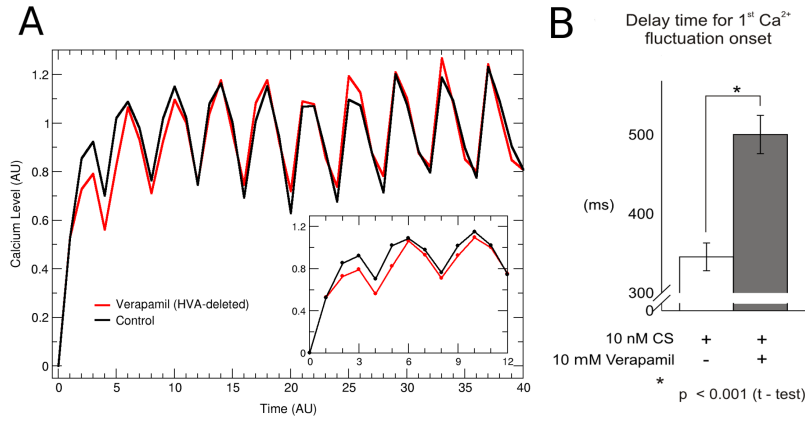 A
1.2
1
0.8
0.6
0.4
0.2
0
Calcium Level (AU)
0 5 10 15 20 25 30 35 40
Time (AU)
Verapamil (HVA-deleted)
Control
1.2
0.8
0.4
0
0 3 6 9 12
B
Delay time for 1st Ca2+
fluctuation onset
*
500
(ms)
400
300
0
10 nM CS + +
10 mM Verapamil - +
* p < 0.001 (t - test)